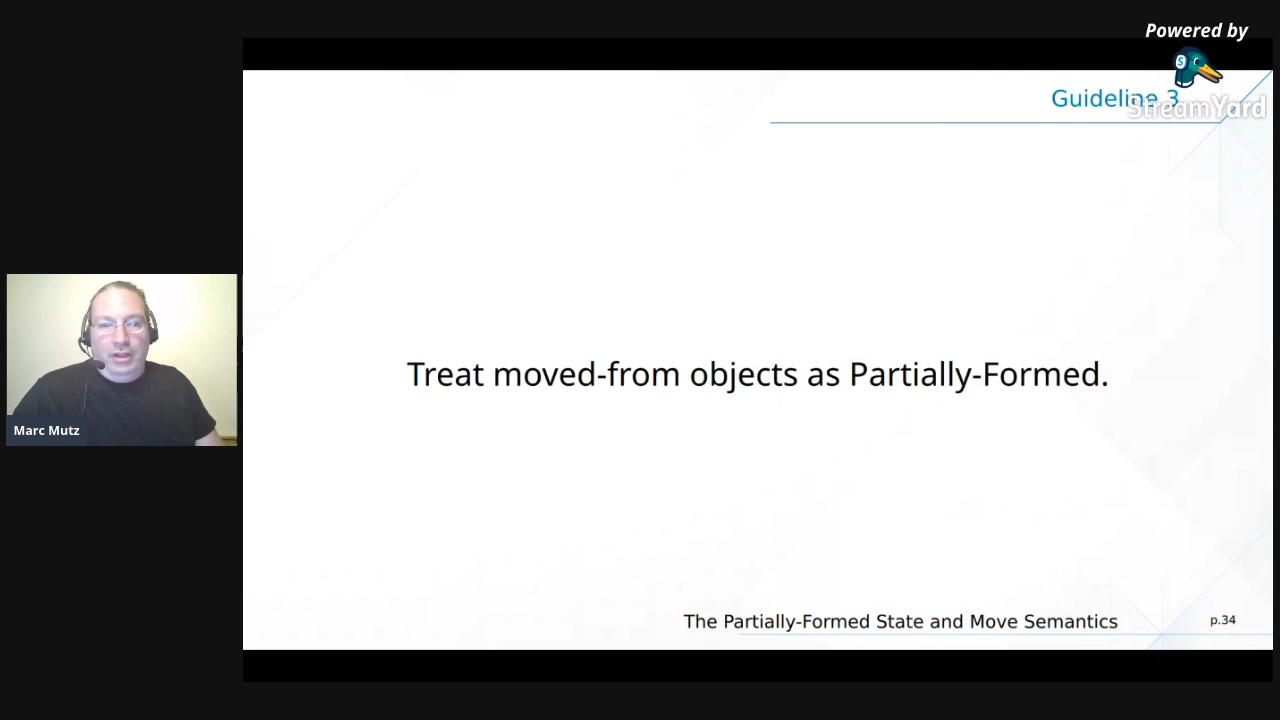 Powered by
StreamYard
Guideline 3
Treat moved-from objects as Partially-Formed.
Marc Mutz
The Partially-Formed State and Move Semantics
p.34